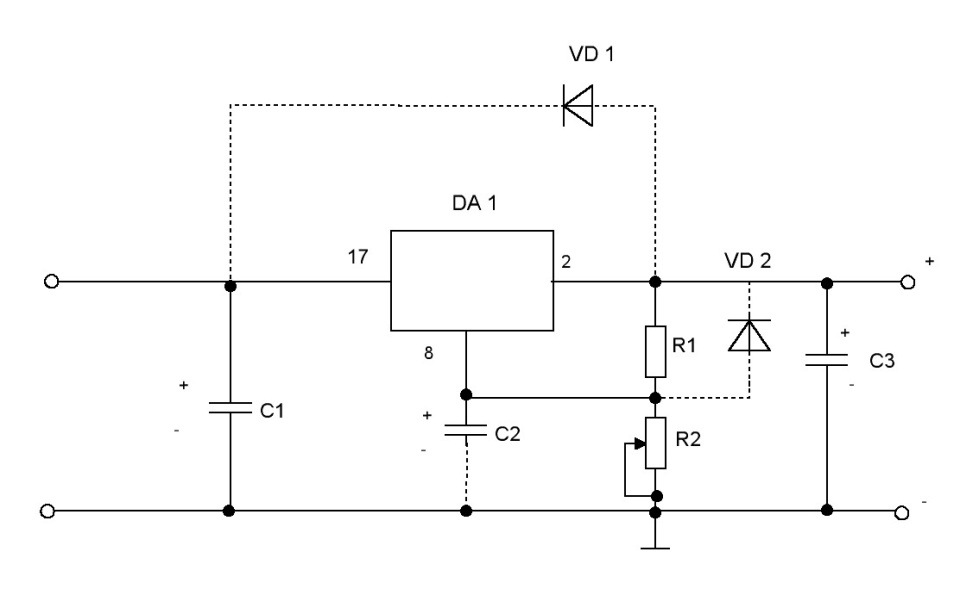 VD 1
DA 1
17
2
VD 2
+
8
R1
+
C3
-
+
-
C1
+
-
C2
R2
-